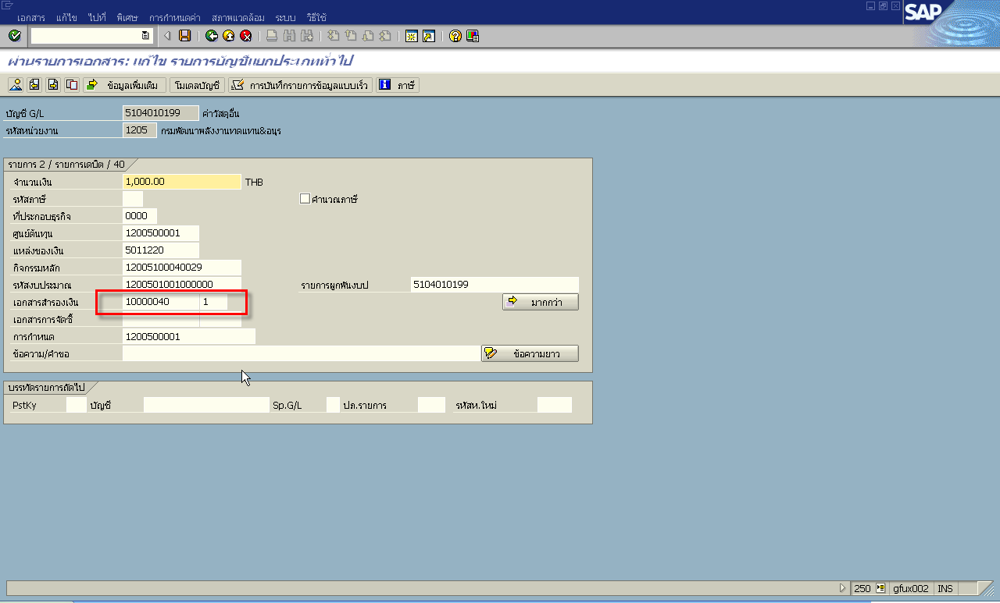 เอกสาร แก้ไข ไปที่ พิเศษ การกำหนดค่า สภาพแวดล้อม ระบบ วิธีใช้
SAP
ผ่านรายการเอกสาร: แก้ไข รายการบัญชีแยกประเภททั่วไป
ข้อมูลเพิ่มเติม โมเดลบัญชี การบันทึกรายการข้อมูลแบบเร็ว ภาษี
บัญชี G/L 5104010199 ค่าวัสดุอื่น
รหัสหน่วยงาน 1205 กรมพัฒนาพลังงานทดแทน&อนุร
รายการ 2 / รายการเดบิต / 40
จำนวนเงิน 1,000.00 THB
รหัสภาษี คำนวณภาษี
ที่ประกอบธุรกิจ 0000
ศูนย์ต้นทุน 1200500001
แหล่งของเงิน 5011220
กิจกรรมหลัก 12005100040029
รหัสงบประมาณ 1200501001000000 รายการผูกพันงบป 5104010199
เอกสารสำรองเงิน 10000040 1 มากกว่า
เอกสารการจัดซื้
การกำหนด 1200500001
ข้อความ/คำขอ ข้อความยาว
บรรทัดรายการถัดไป
PstKy บัญชี Sp.G/L ปภ.รายการ รหัสห.ใหม่
250 gfux002 INS